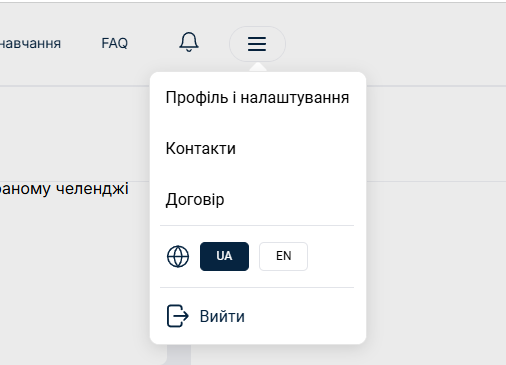 навчання FAQ
Профіль і налаштування
Контакти
раному челенджі
Договір
UA EN
Вийти